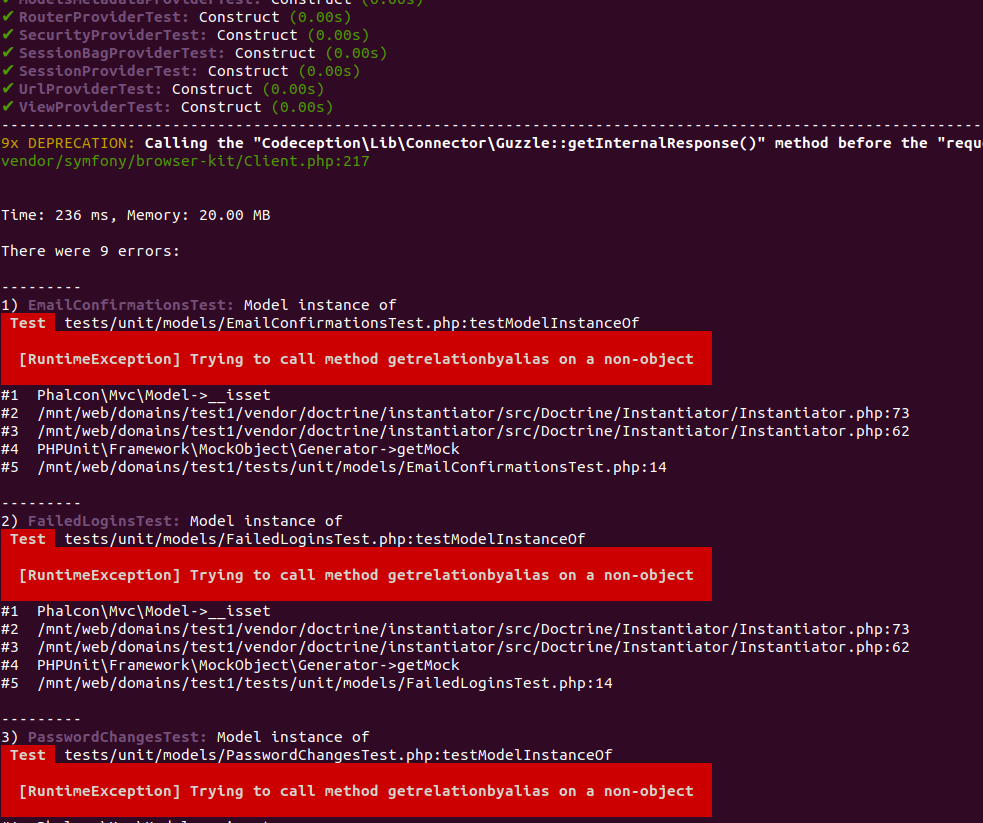 ✔ ModelsMetadataProviderTest: Construct (0.00s)
✔ RouterProviderTest: Construct (0.00s)
✔ SecurityProviderTest: Construct (0.00s)
✔ SessionBagProviderTest: Construct (0.00s)
✔ SessionProviderTest: Construct (0.00s)
✔ UrlProviderTest: Construct (0.00s)
✔ ViewProviderTest: Construct (0.00s)
--------------------------------------------------------------------------------------------------------------
9x DEPRECATION: Calling the "Codeception\Lib\Connector\Guzzle::getInternalResponse()" method before the "requ
vendor/symfony/browser-kit/Client.php:217
Time: 236 ms, Memory: 20.00 MB
There were 9 errors:
---------
1) EmailConfirmationsTest: Model instance of
Test tests/unit/models/EmailConfirmationsTest.php:testModelInstanceOf
[RuntimeException] Trying to call method getrelationbyalias on a non-object
#1 Phalcon\Mvc\Model->__isset
#2 /mnt/web/domains/test1/vendor/doctrine/instantiator/src/Doctrine/Instantiator/Instantiator.php:73
#3 /mnt/web/domains/test1/vendor/doctrine/instantiator/src/Doctrine/Instantiator/Instantiator.php:62
#4 PHPUnit\Framework\MockObject\Generator->getMock
#5 /mnt/web/domains/test1/tests/unit/models/EmailConfirmationsTest.php:14
---------
2) FailedLoginsTest: Model instance of
Test tests/unit/models/FailedLoginsTest.php:testModelInstanceOf
[RuntimeException] Trying to call method getrelationbyalias on a non-object
#1 Phalcon\Mvc\Model->__isset
#2 /mnt/web/domains/test1/vendor/doctrine/instantiator/src/Doctrine/Instantiator/Instantiator.php:73
#3 /mnt/web/domains/test1/vendor/doctrine/instantiator/src/Doctrine/Instantiator/Instantiator.php:62
#4 PHPUnit\Framework\MockObject\Generator->getMock
#5 /mnt/web/domains/test1/tests/unit/models/FailedLoginsTest.php:14
---------
3) PasswordChangesTest: Model instance of
Test tests/unit/models/PasswordChangesTest.php:testModelInstanceOf
[RuntimeException] Trying to call method getrelationbyalias on a non-object